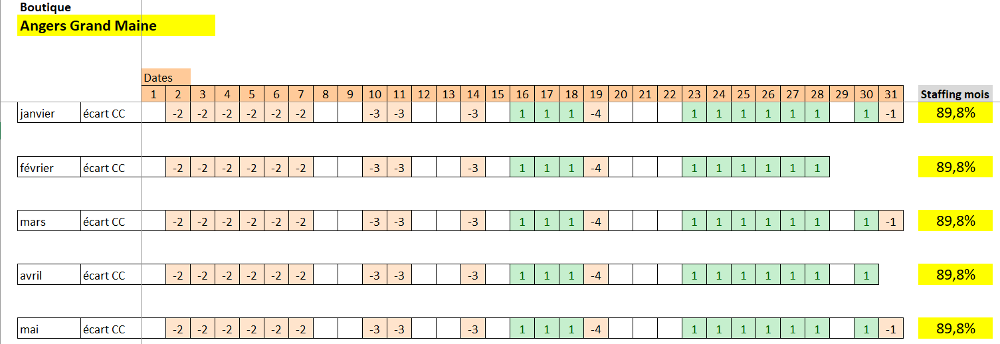 Boutique
Angers Grand Maine
Dates
1 2 3 4 5 6 7 8 9 10 11 12 13 14 15 16 17 18 19 20 21 22 23 24 25 26 27 28 29 30 31 Staffing mois
janvier écart CC -2 -2 -2 -2 -2 -2 -3 -3 -3 1 1 1 -4 1 1 1 1 1 1 1 -1 89,8%
février écart CC -2 -2 -2 -2 -2 -2 -3 -3 -3 1 1 1 -4 1 1 1 1 1 1 89,8%
mars écart CC -2 -2 -2 -2 -2 -2 -3 -3 -3 1 1 1 -4 1 1 1 1 1 1 1 -1 89,8%
avril écart CC -2 -2 -2 -2 -2 -2 -3 -3 -3 1 1 1 -4 1 1 1 1 1 1 1 89,8%
mai écart CC -2 -2 -2 -2 -2 -2 -3 -3 -3 1 1 1 -4 1 1 1 1 1 1 1 -1 89,8%